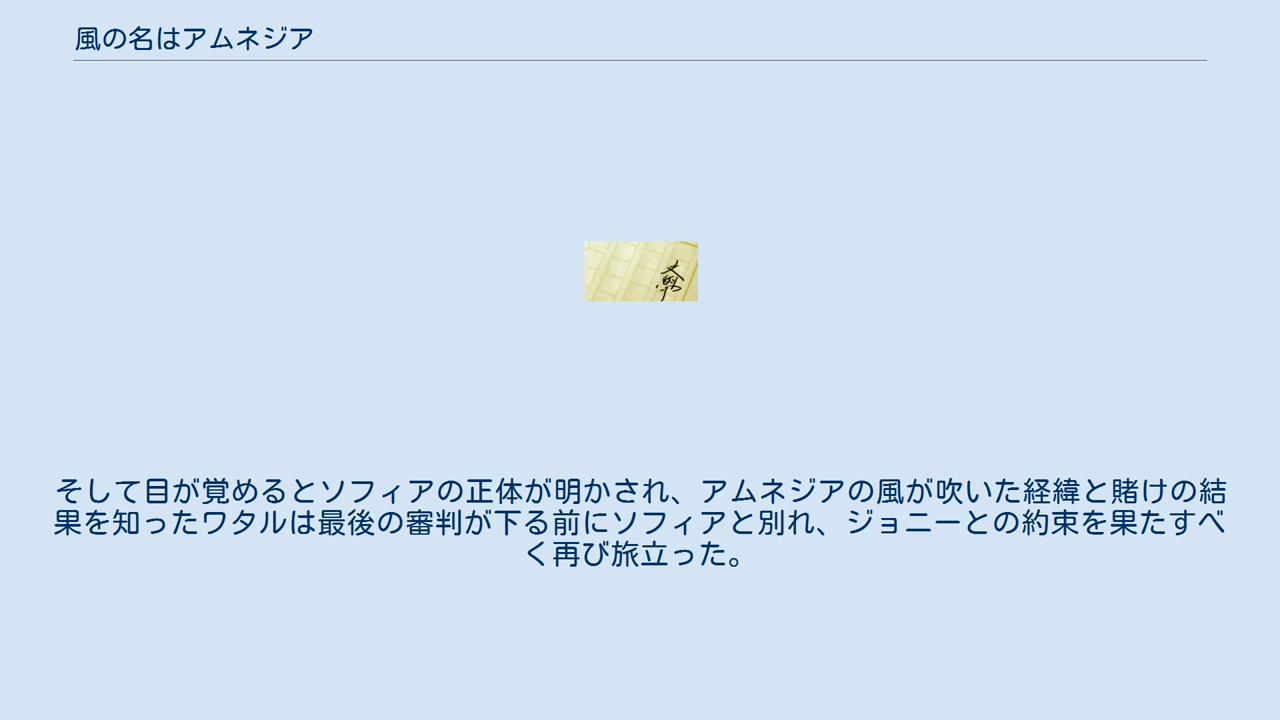 風の名はアムネジア
そして目が覚めるとソフィアの正体が明かされ、アムネジアの風が吹いた経緯と賭けの結
果を知ったワタルは最後の審判が下る前にソフィアと別れ、ジョニーとの約束を果たすべ
く再び旅立った。